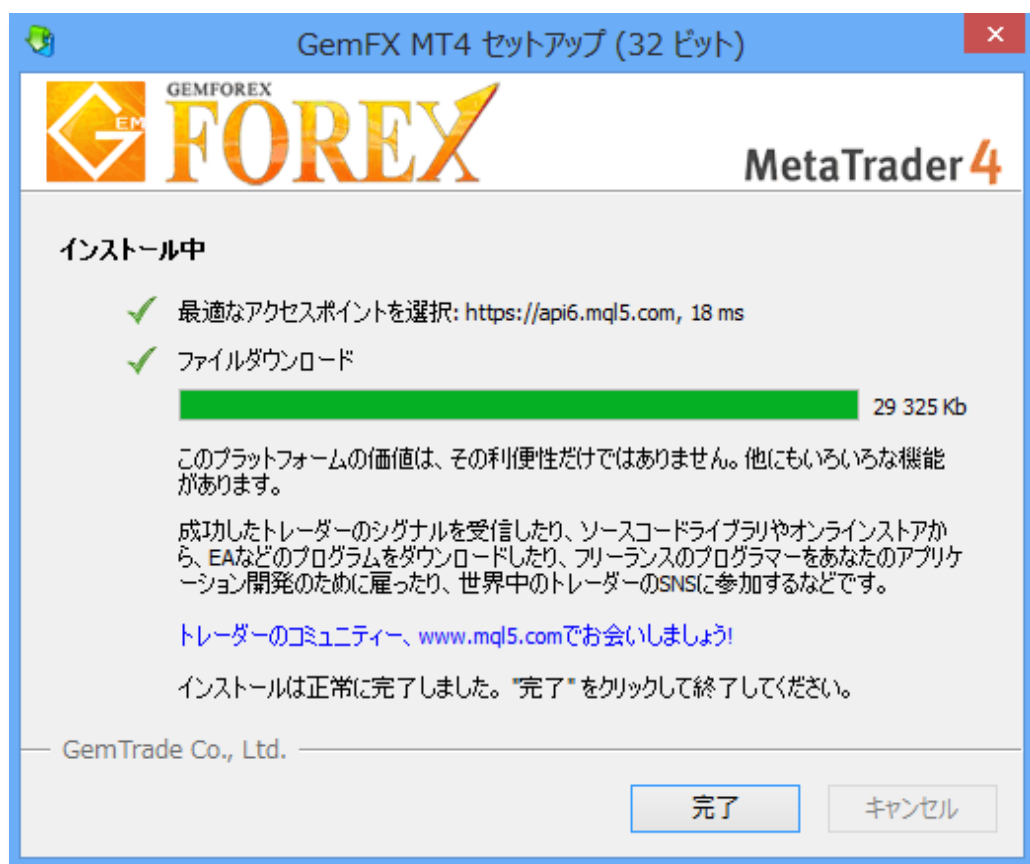 GemFX MT4 セットアップ (32 ビット)
GEMFOREX
GEM
FOREX
MetaTrader 4
インストール中
最適なアクセスポイントを選択: https://api6.mql5.com, 18 ms
ファイルダウンロード
29 325 Kb
このプラットフォームの価値は、その利便性だけではありません。他にもいろいろな機能
があります。
成功したトレーダーのシグナルを受信したり、ソースコードライブラリやオンラインストアか
ら、EAなどのプログラムをダウンロードしたり、フリーランスのプログラマーをあなたのアプリケ
ーション開発のために雇ったり、世界中のトレーダーのSNSに参加するなどです。
トレーダーのコミュニティー、www.mql5.comでお会いしましょう!
インストールは正常に完了しました。"完了"をクリックして終了してください。
GemTrade Co., Ltd.
完了
キャンセル